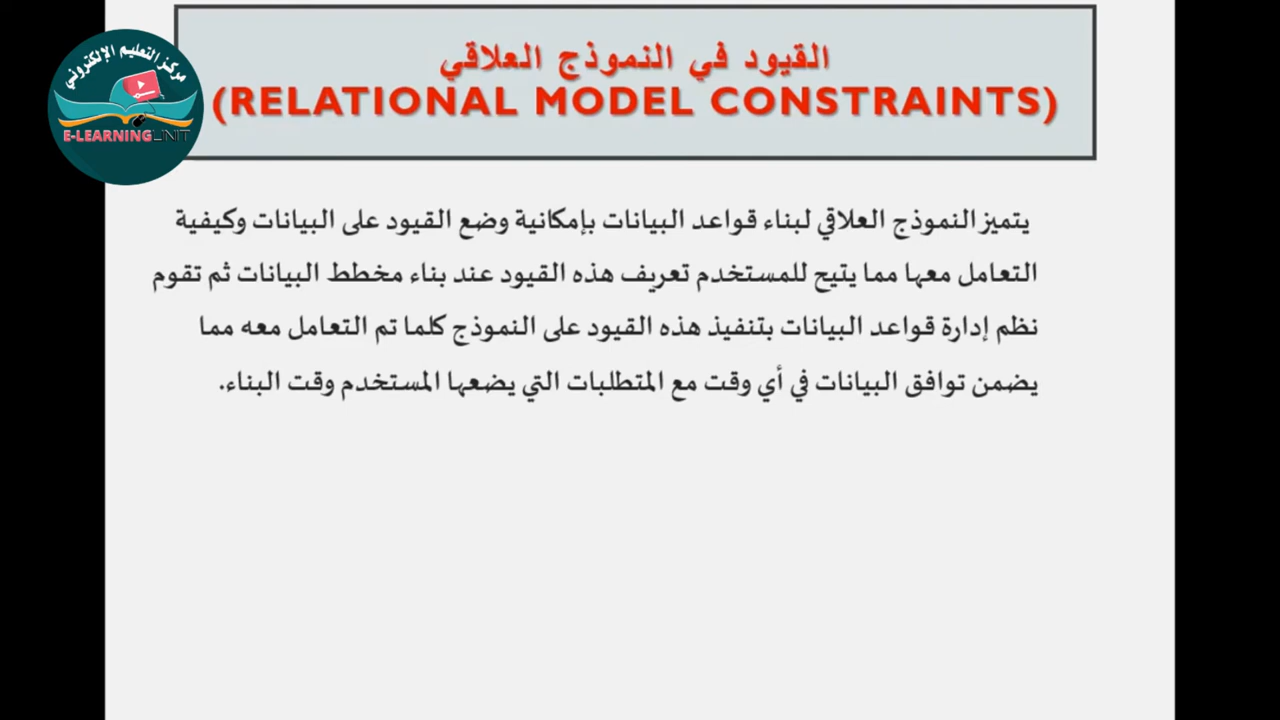 مركز التعليم الإلكتروني
E-LEARNING UNIT
القيود في النموذج العلاقي
(RELATIONAL MODEL CONSTRAINTS)
يتميز النموذج العلاقي لبناء قواعد البيانات بإمكانية وضع القيود على البيانات وكيفية
التعامل معها مما يتيح للمستخدم تعريف هذه القيود عند بناء مخطط البيانات ثم تقوم
نظم إدارة قواعد البيانات بتنفيذ هذه القيود على النموذج كلما تم التعامل معه مما
يضمن توافق البيانات في أي وقت مع المتطلبات التي يضعها المستخدم وقت البناء.